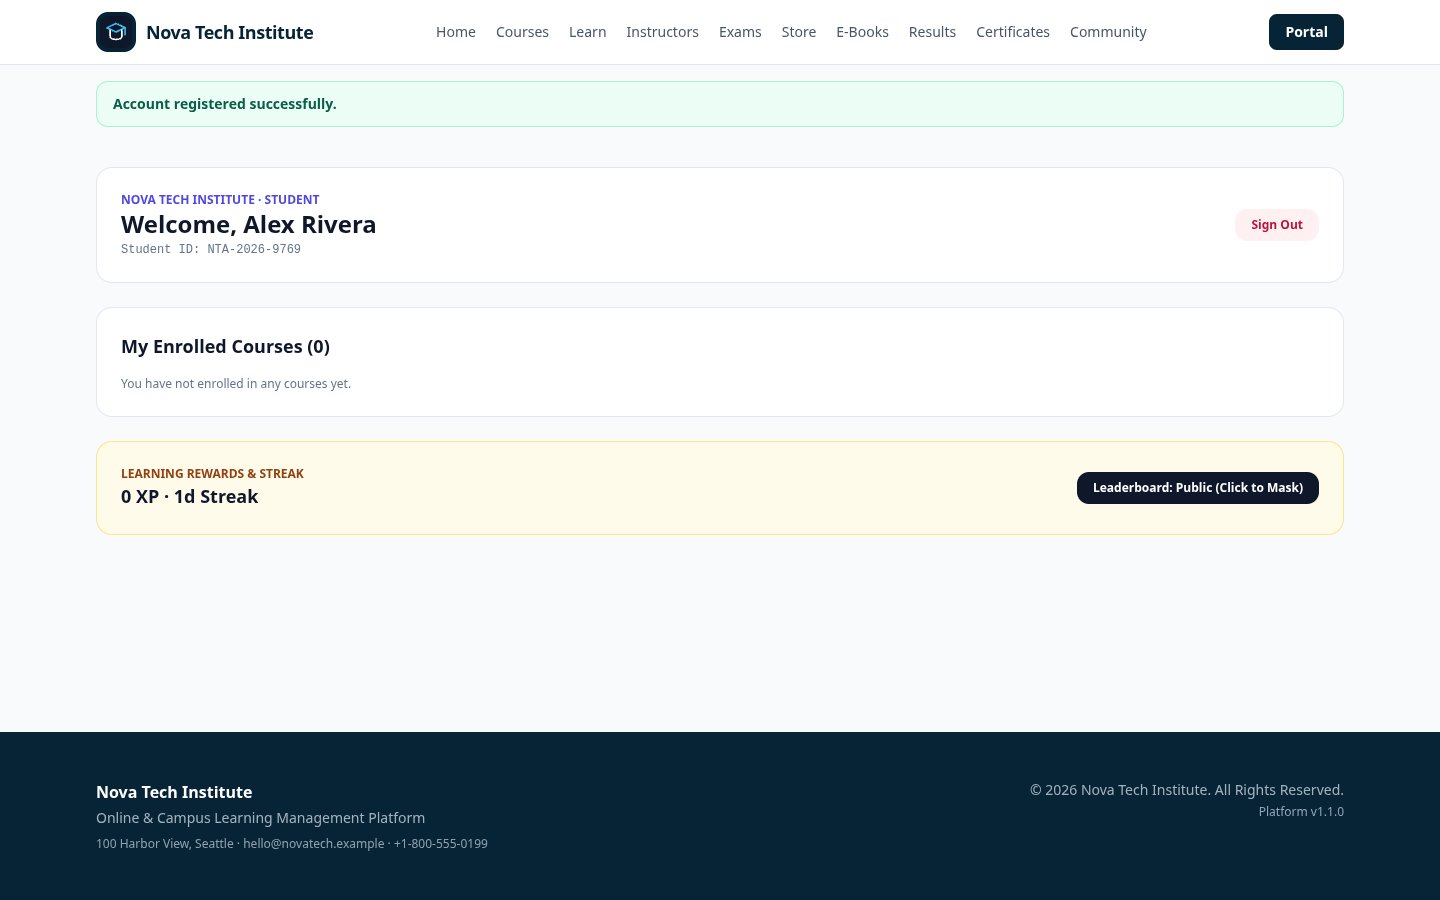 Nova Tech Institute
Home Courses Learn Instructors Exams Store E-Books Results Certificates Community
Portal
Account registered successfully.
NOVA TECH INSTITUTE · STUDENT
Welcome, Alex Rivera
Student ID: NTA-2026-9769
Sign Out
My Enrolled Courses (0)
You have not enrolled in any courses yet.
LEARNING REWARDS & STREAK
0 XP · 1d Streak
Leaderboard: Public (Click to Mask)
Nova Tech Institute
Online & Campus Learning Management Platform
100 Harbor View, Seattle · hello@novatech.example · +1-800-555-0199
© 2026 Nova Tech Institute. All Rights Reserved.
Platform v1.1.0